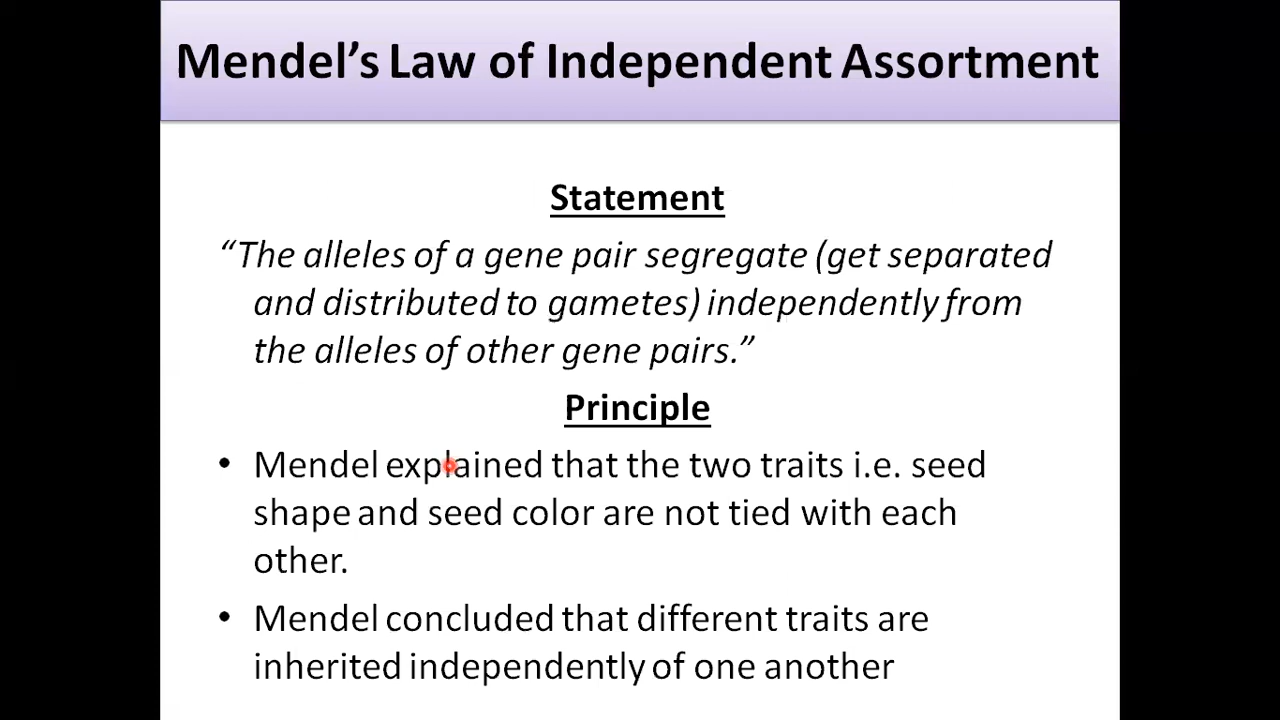 Mendel’s Law of Independent Assortment
Statement
“The alleles of a gene pair segregate (get separated
and distributed to gametes) independently from
the alleles of other gene pairs.”
Principle
• Mendel explained that the two traits i.e. seed
shape and seed color are not tied with each
other.
• Mendel concluded that different traits are
inherited independently of one another